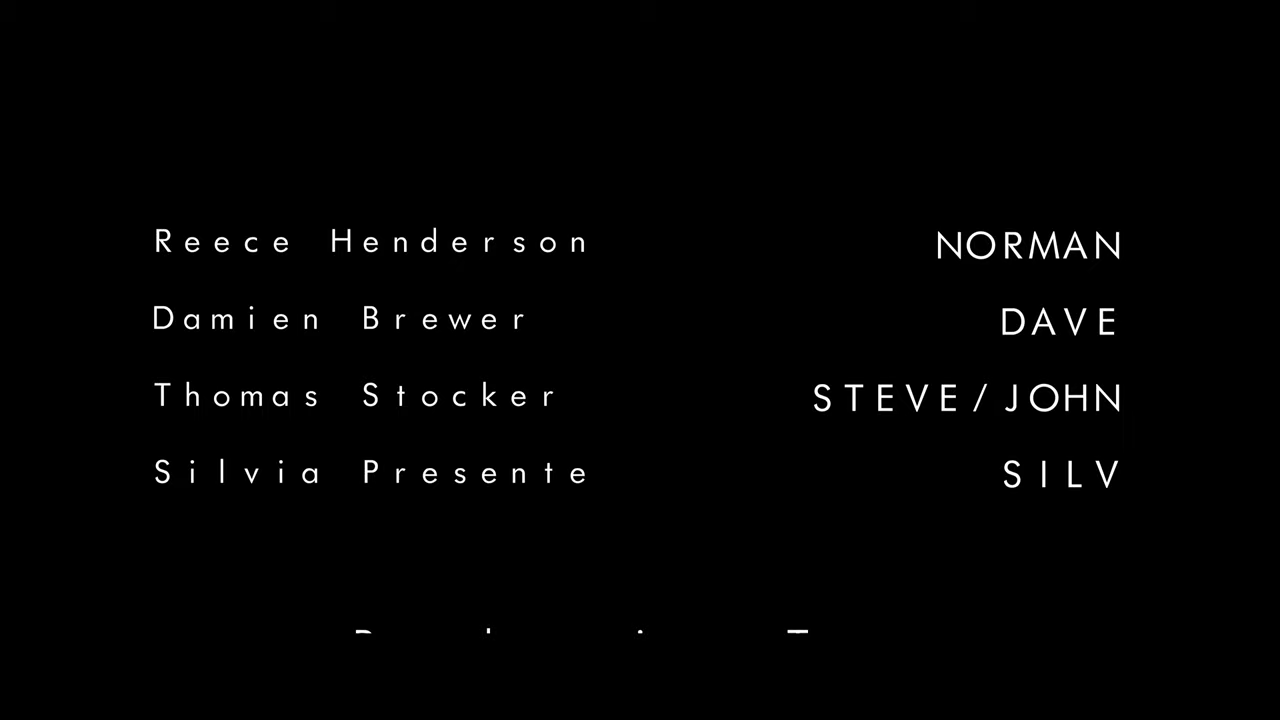 Reece Henderson NORMAN
Damien Brewer DAVE
Thomas Stocker STEVE/JOHN
Silvia Presente SILV